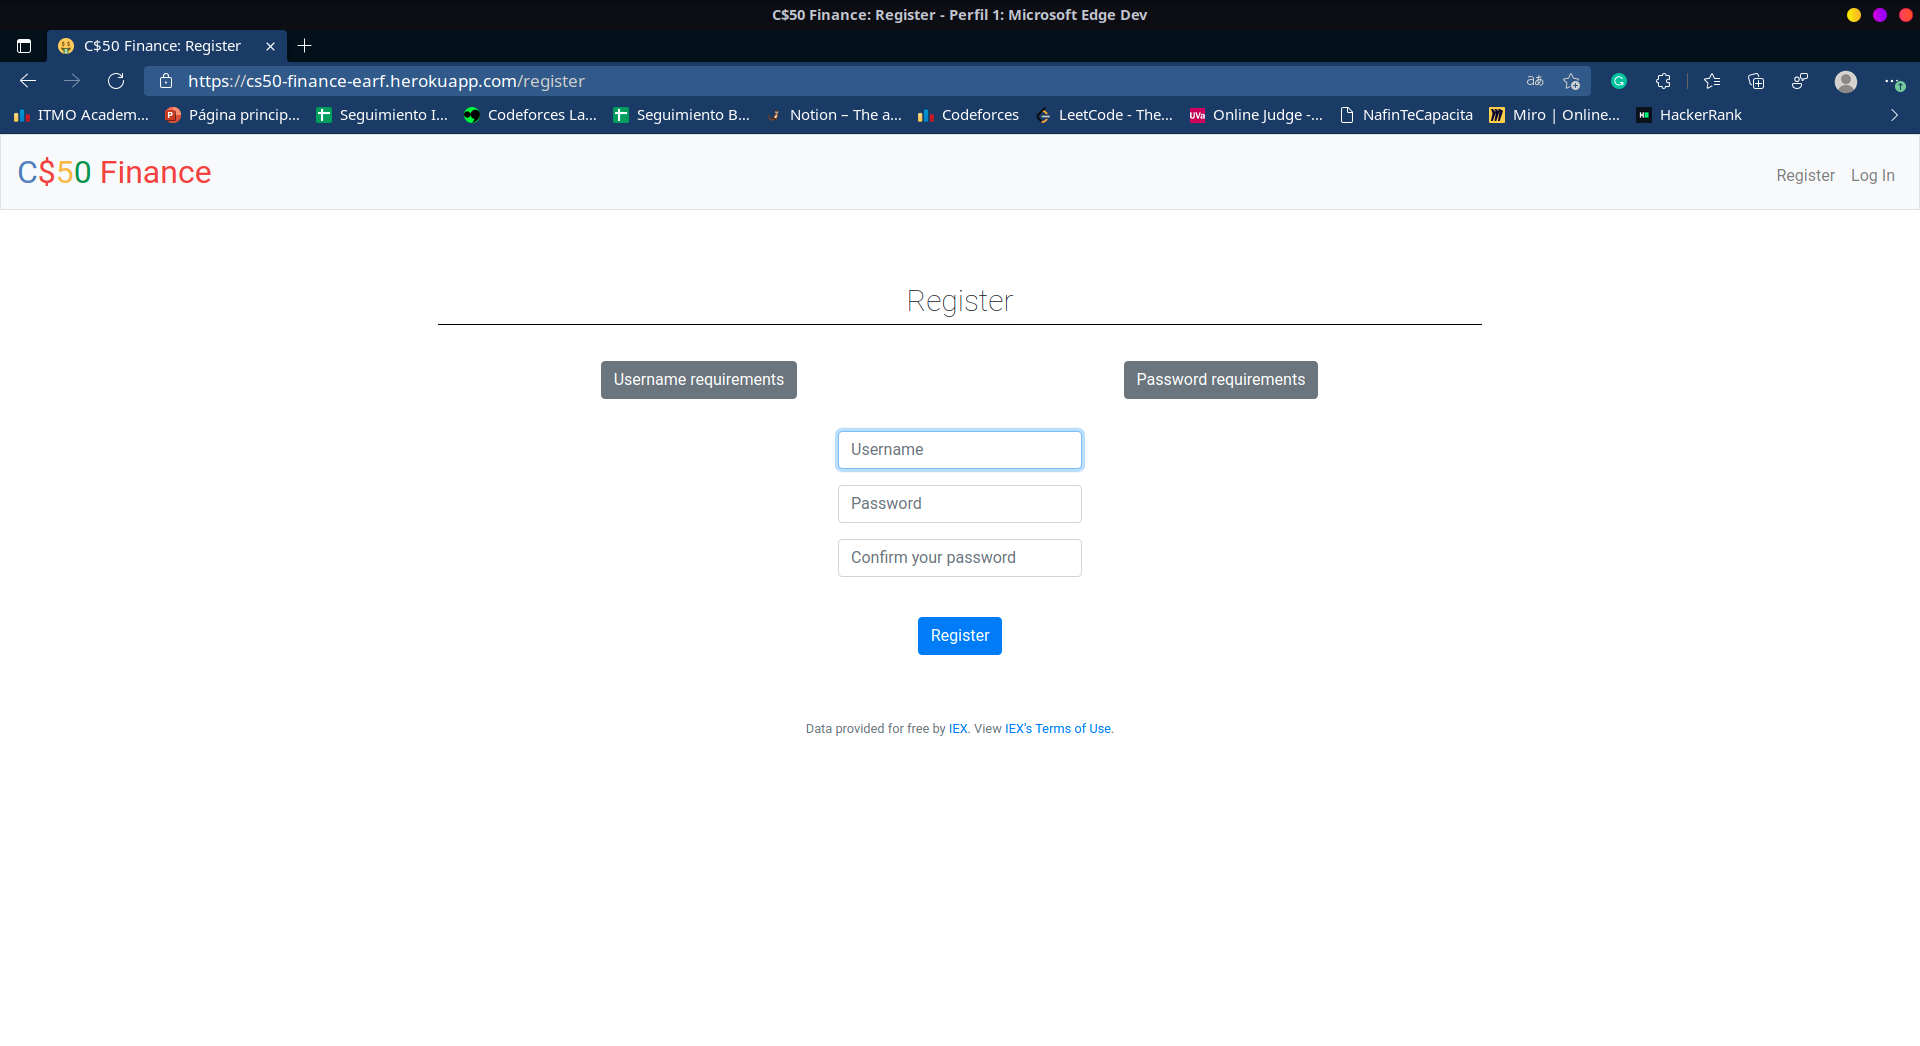 C$50 Finance: Register - Perfil 1: Microsoft Edge Dev
C$50 Finance: Register
https://cs50-finance-earf.herokuapp.com/register
ITMO Academ... Página princip... Seguimiento I... Codeforces La... Seguimiento B... Notion – The a... Codeforces LeetCode - The... Online Judge -... NafinTeCapacita Miro | Online... HackerRank
C$50 Finance
Register Log In
Register
Username requirements Password requirements
Username
Password
Confirm your password
Register
Data provided for free by IEX. View IEX's Terms of Use.